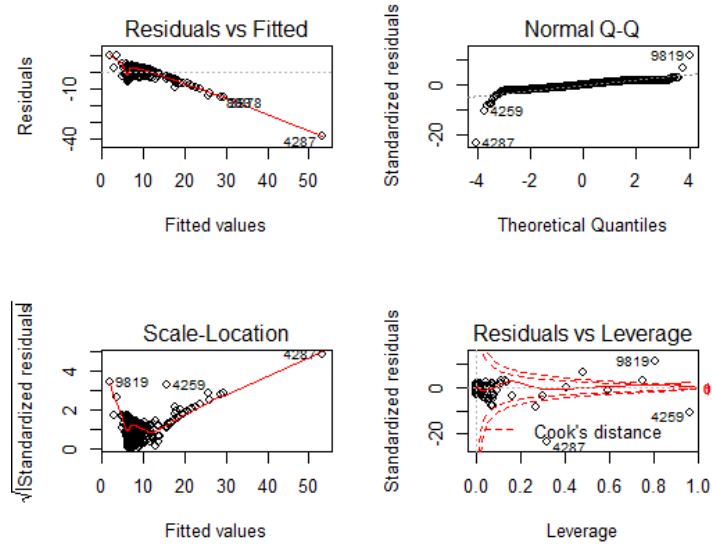 Residuals vs Fitted
Residuals
-10
-40
4287
0 10 20 30 40 50
Fitted values
Normal Q-Q
Standardized residuals
0
-20
9819
4259
4287
-4 -2 0 2 4
Theoretical Quantiles
Scale-Location
√|Standardized residuals|
4
2
0
4287
9819
4259
0 10 20 30 40 50
Fitted values
Residuals vs Leverage
Standardized residuals
0
-20
9819
4259
Cook's distance
4287
0.0 0.2 0.4 0.6 0.8 1.0
Leverage